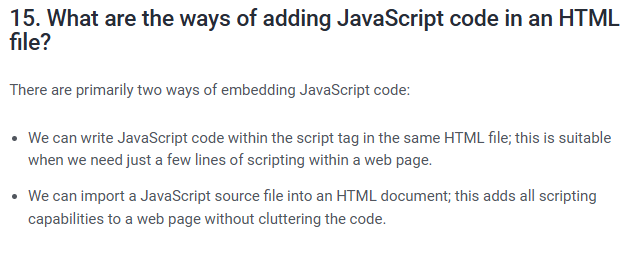 15. What are the ways of adding JavaScript code in an HTML
file?
There are primarily two ways of embedding JavaScript code:
• We can write JavaScript code within the script tag in the same HTML file; this is suitable
when we need just a few lines of scripting within a web page.
• We can import a JavaScript source file into an HTML document; this adds all scripting
capabilities to a web page without cluttering the code.